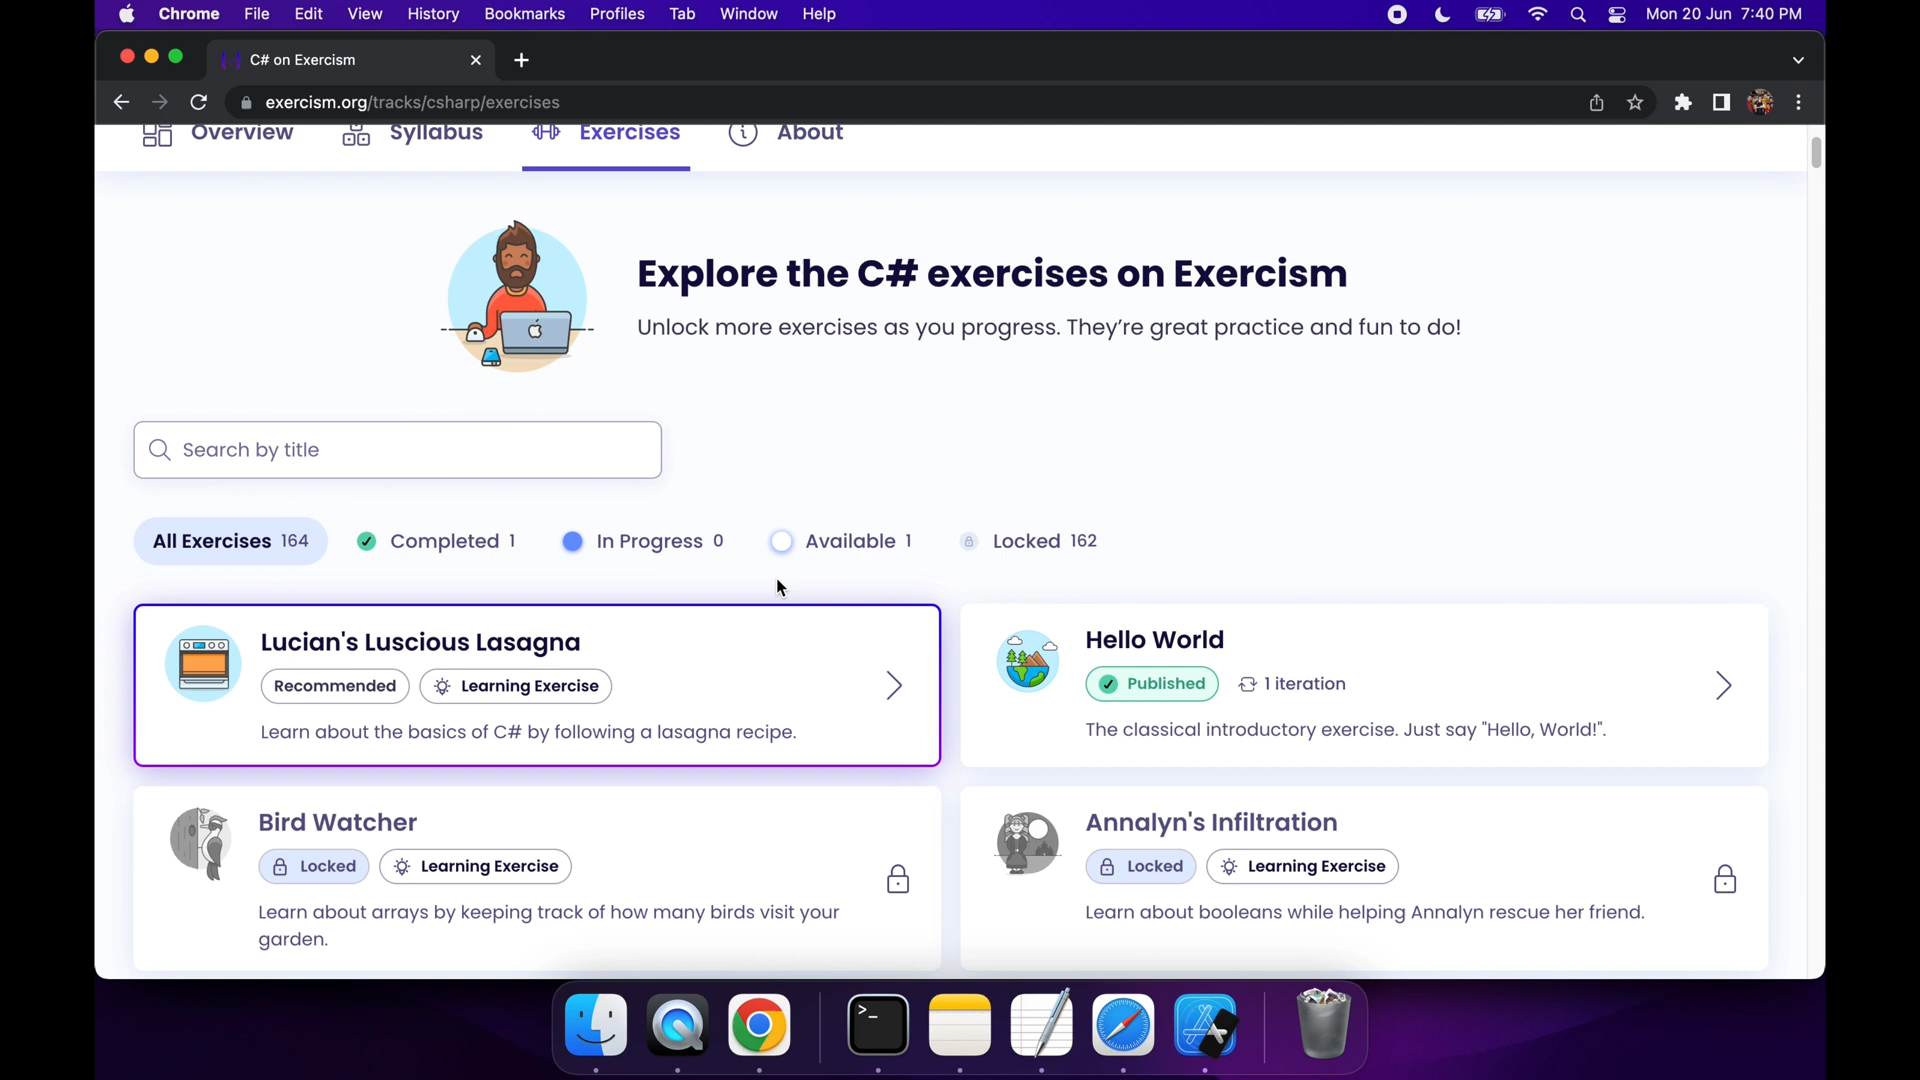 Chrome File Edit View History Bookmarks Profiles Tab Window Help Mon 20 Jun 7:40 PM
C# on Exercism
exercism.org/tracks/csharp/exercises
Overview Syllabus Exercises About
Explore the C# exercises on Exercism
Unlock more exercises as you progress. They’re great practice and fun to do!
Search by title
All Exercises 164 Completed 1 In Progress 0 Available 1 Locked 162
Lucian's Luscious Lasagna
Recommended Learning Exercise
Learn about the basics of C# by following a lasagna recipe.
Hello World
Published 1 iteration
The classical introductory exercise. Just say "Hello, World!".
Bird Watcher
Locked Learning Exercise
Learn about arrays by keeping track of how many birds visit your
garden.
Annalyn's Infiltration
Locked Learning Exercise
Learn about booleans while helping Annalyn rescue her friend.